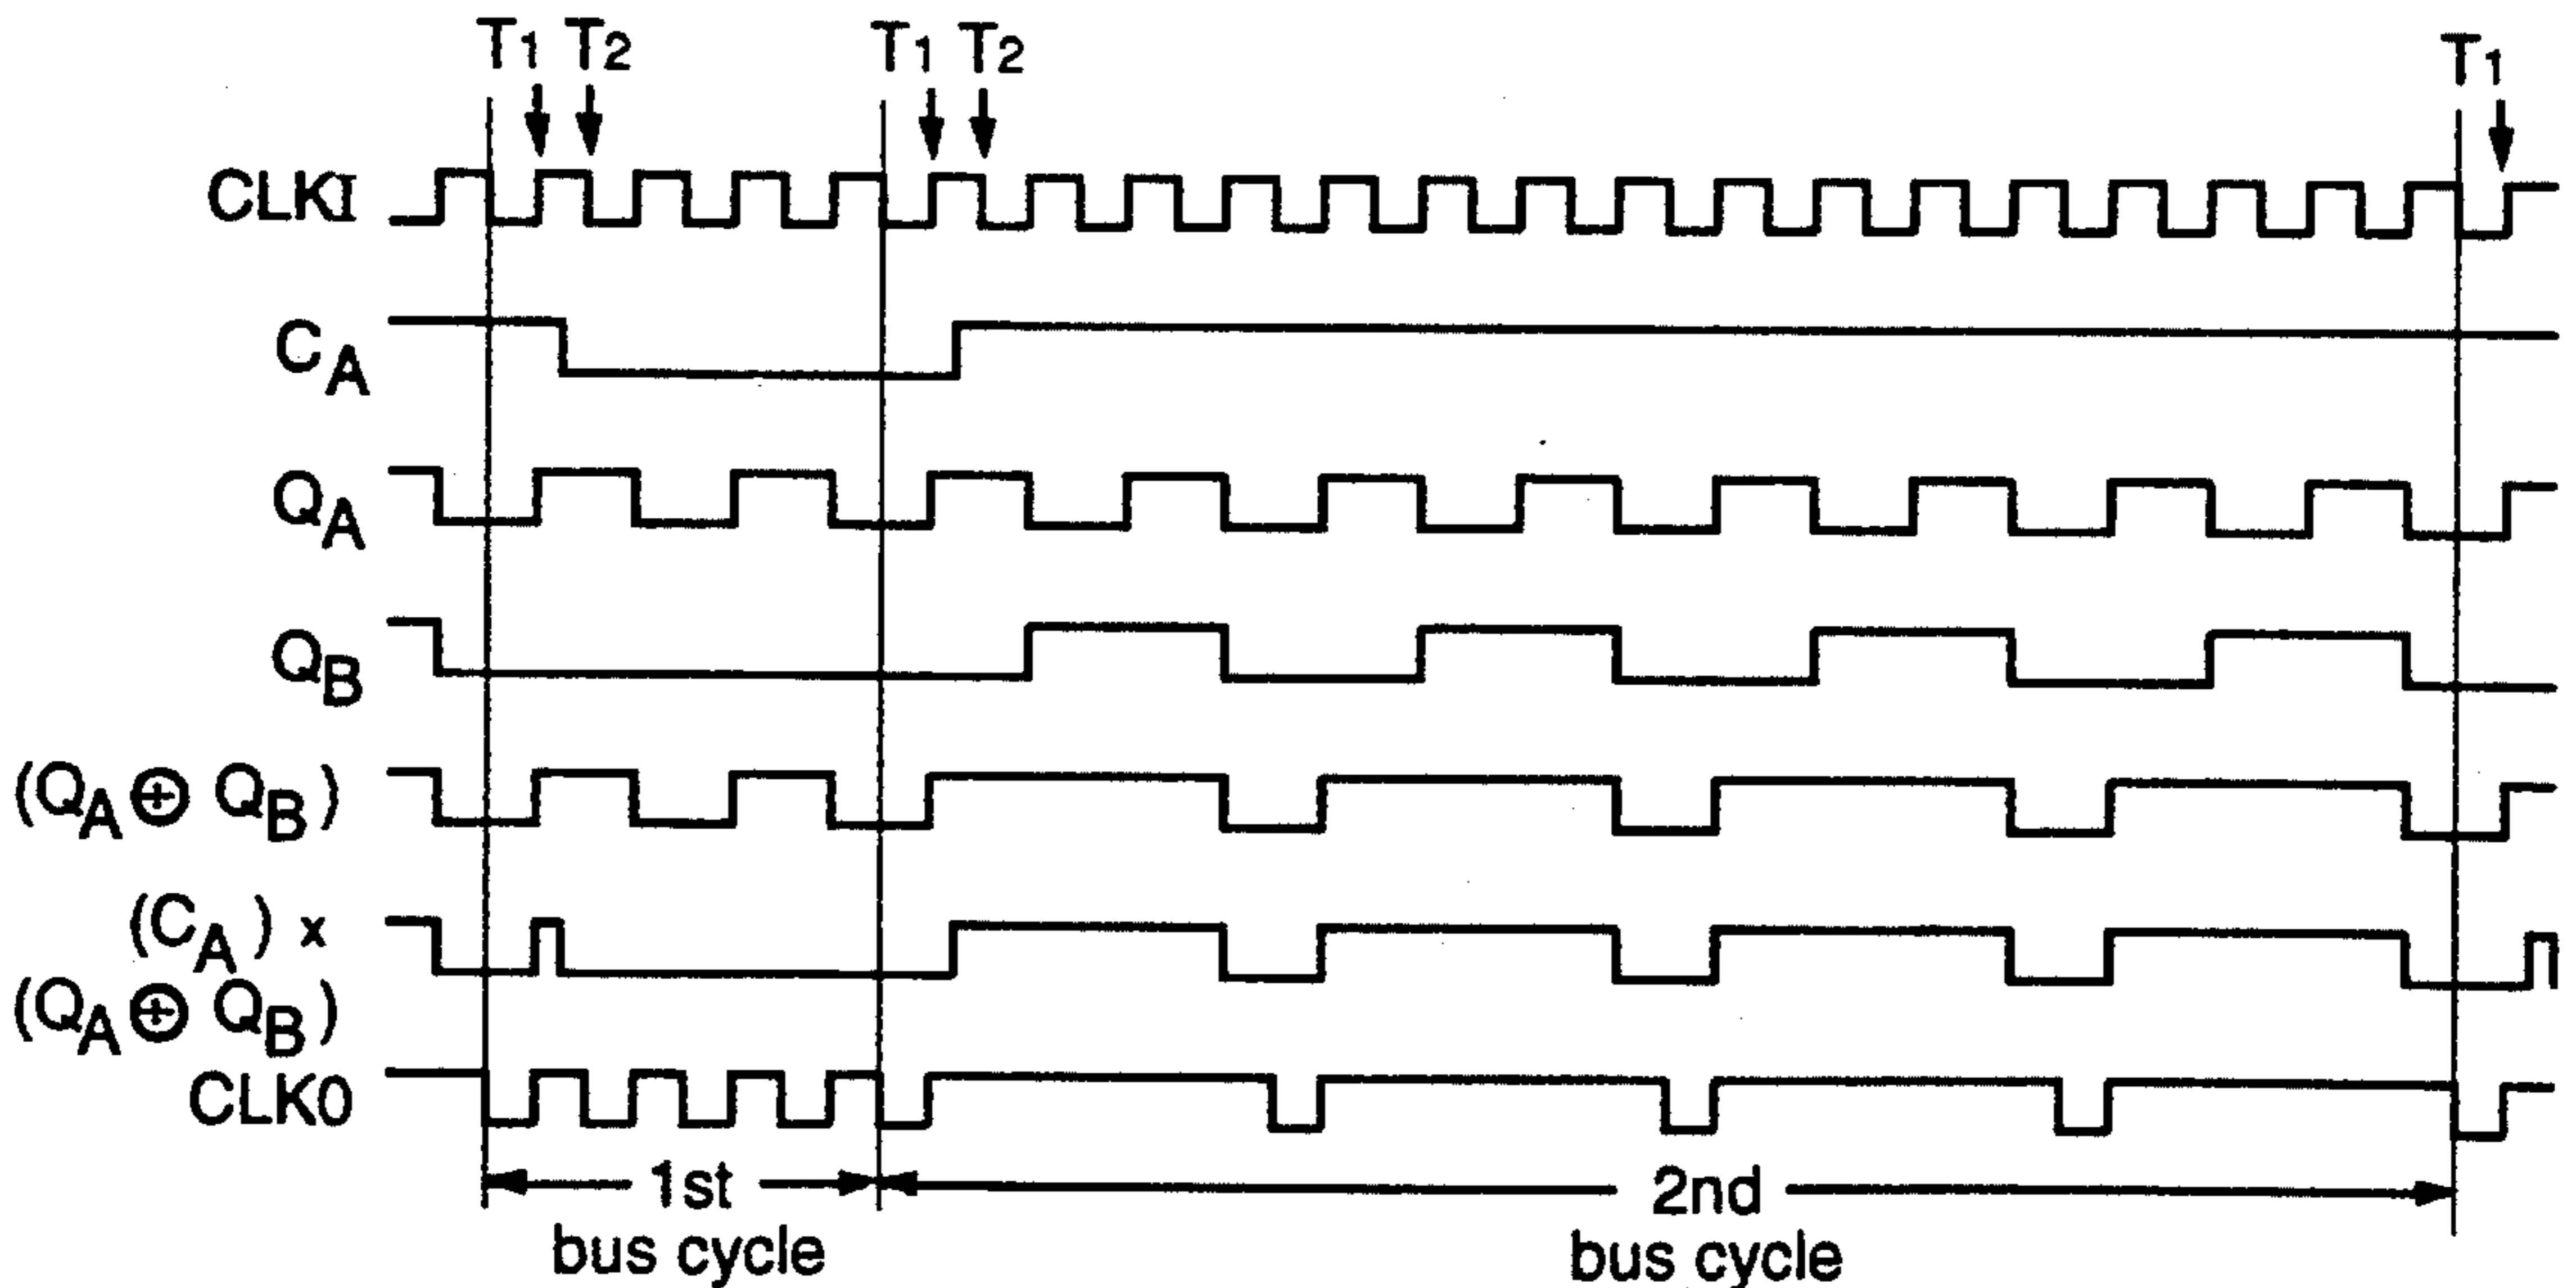 T1 T2 T1 T2 T1
CLKI
CA
QA
QB
(QA ⊕ QB)
(CA) x
(QA ⊕ QB)
CLK0
1st
bus cycle
2nd
bus cycle